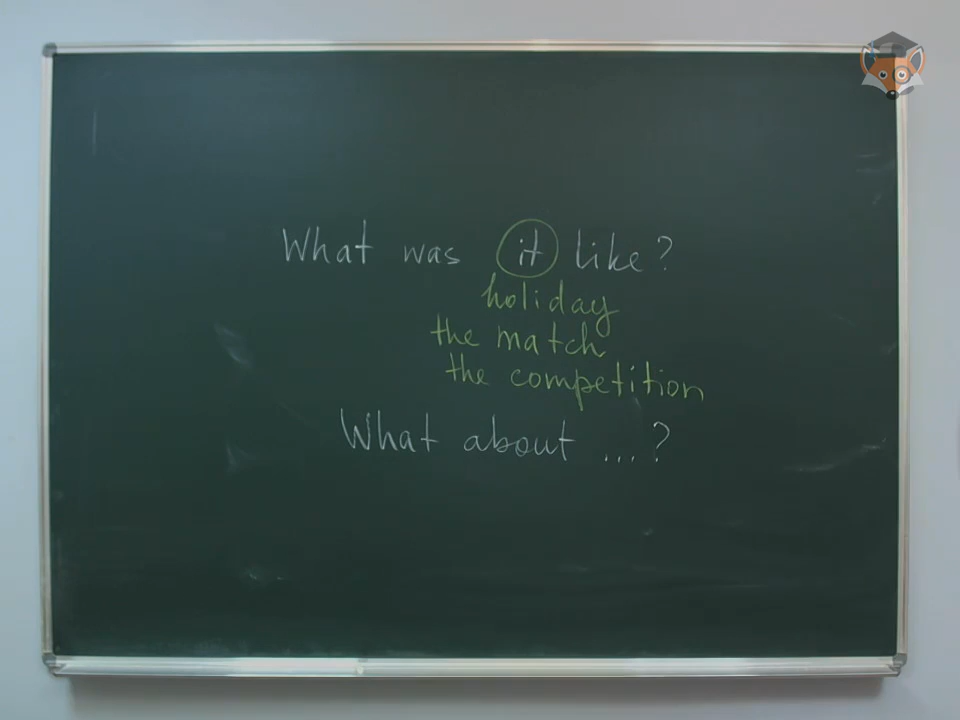 What was it like?
holiday
the match
the competition
What about ...?